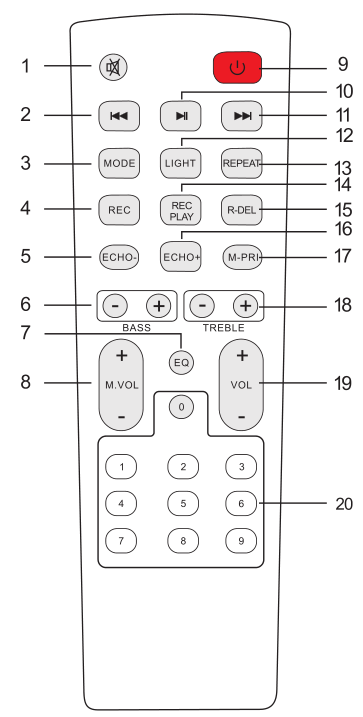 1
9
10
2
11
12
3
MODE
LIGHT
REPEAT
13
14
4
REC
REC
PLAY
R-DEL
15
16
5
ECHO-
ECHO+
M-PRI
17
6
-
+
-
+
18
BASS
TREBLE
7
+
EQ
+
8
M.VOL
VOL
19
-
0
-
1
2
3
4
5
6
20
7
8
9